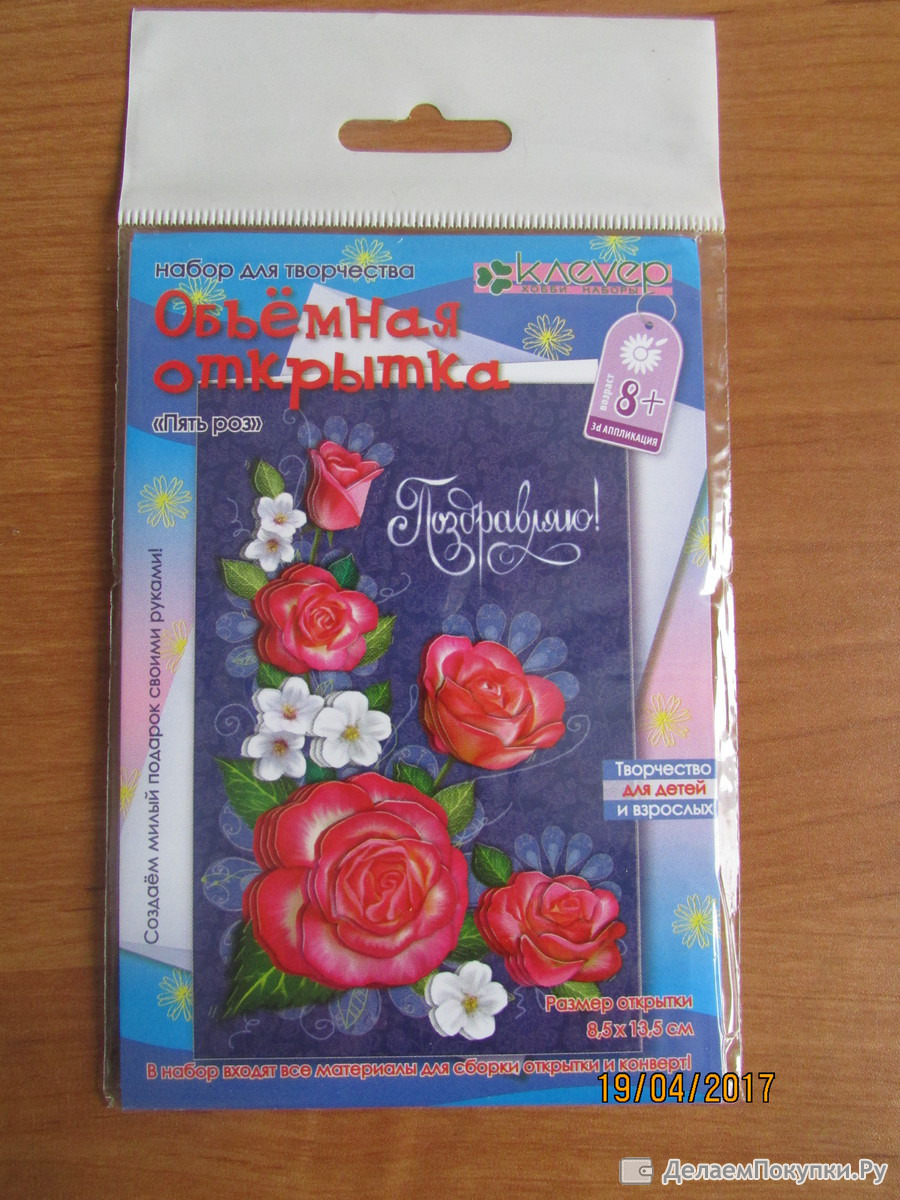 набор для творчества
Объёмная
открытка
«Пять роз»
Клевер
ХОББИ НАБОРЫ
возраст
8+
3d АППЛИКАЦИЯ
Поздравляю!
Создаём милый подарок своими руками!
Творчество
для детей
и взрослых
Размер открытки
8,5 х 13,5 см
В набор входят все материалы для сборки открытки и конверт!
19/04/2017
ДелаемПокупки.Ру